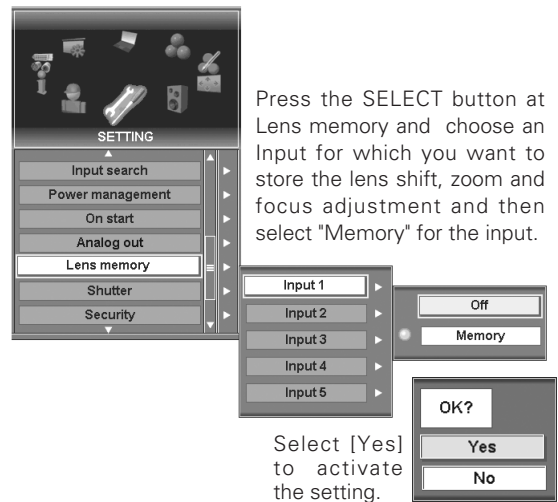 SETTING
Input search
Power management
On start
Analog out
Lens memory
Shutter
Security
Press the SELECT button at
Lens memory and choose an
Input for which you want to
store the lens shift, zoom and
focus adjustment and then
select "Memory" for the input.
Input 1
Input 2
Input 3
Input 4
Input 5
Off
Memory
Select [Yes]
to activate
the setting.
OK?
Yes
No